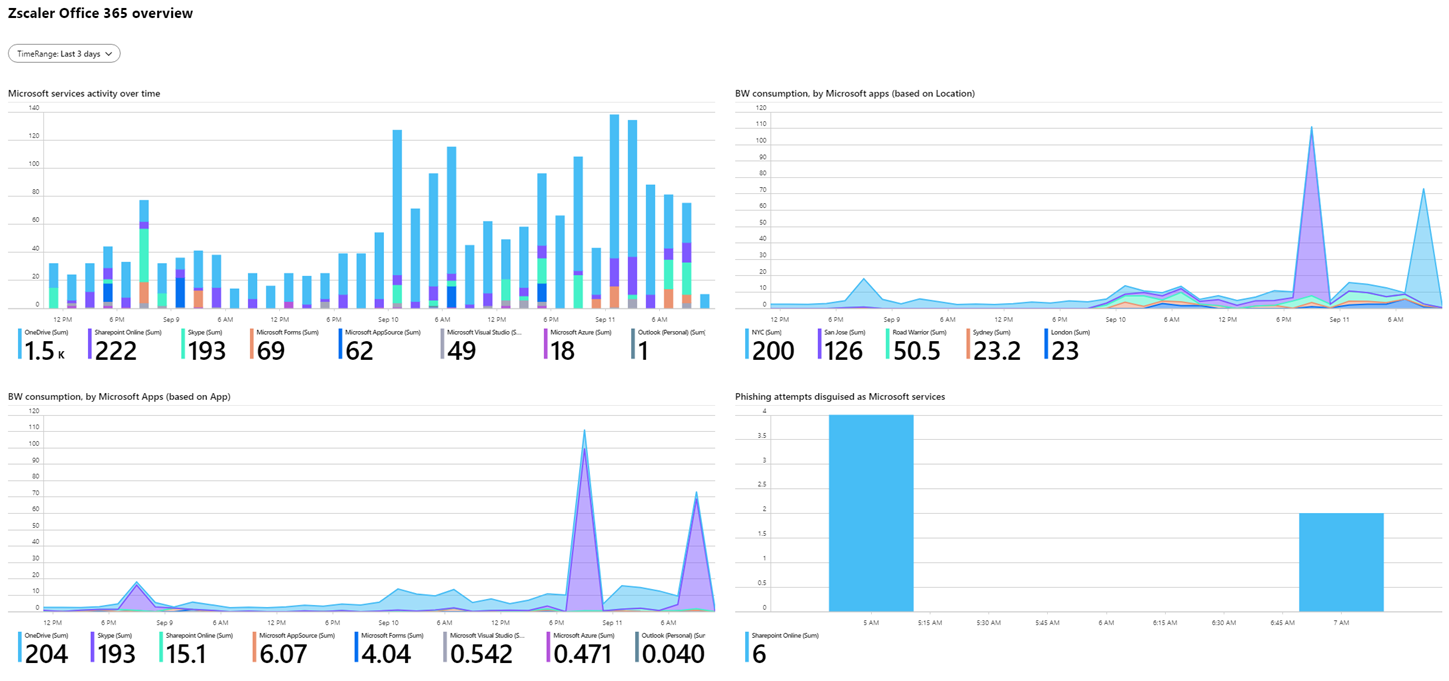 Zscaler Office 365 overview
TimeRange: Last 3 days
Microsoft services activity over time
140
120
100
80
60
40
20
0
12 PM 6 PM Sep 9 6 AM 12 PM 6 PM Sep 10 6 AM 12 PM 6 PM Sep 11 6 AM
OneDrive (Sum) Sharepoint Online (Sum) Skype (Sum) Microsoft Forms (Sum) Microsoft AppSource (Sum) Microsoft Visual Studio (S... Microsoft Azure (Sum) Outlook (Personal) (Sum
1.5 K 222 193 69 62 49 18 1
BW consumption, by Microsoft apps (based on Location)
120
110
100
90
80
70
60
50
40
30
20
10
0
12 PM 6 PM Sep 9 6 AM 12 PM 6 PM Sep 10 6 AM 12 PM 6 PM Sep 11 6 AM
NYC (Sum) San Jose (Sum) Road Warrior (Sum) Sydney (Sum) London (Sum)
200 126 50.5 23.2 23
BW consumption, by Microsoft Apps (based on App)
120
110
100
90
80
70
60
50
40
30
20
10
0
12 PM 6 PM Sep 9 6 AM 12 PM 6 PM Sep 10 6 AM 12 PM 6 PM Sep 11 6 AM
OneDrive (Sum) Skype (Sum) Sharepoint Online (Sum) Microsoft AppSource (Sum) Microsoft Forms (Sum) Microsoft Visual Studio (S... Microsoft Azure (Sum) Outlook (Personal) (Sur
204 193 15.1 6.07 4.04 0.542 0.471 0.040
Phishing attempts disguised as Microsoft services
4
3.5
3
2.5
2
1.5
1
0.5
0
5 AM 5:15 AM 5:30 AM 5:45 AM 6 AM 6:15 AM 6:30 AM 6:45 AM 7 AM
Sharepoint Online (Sum)
6